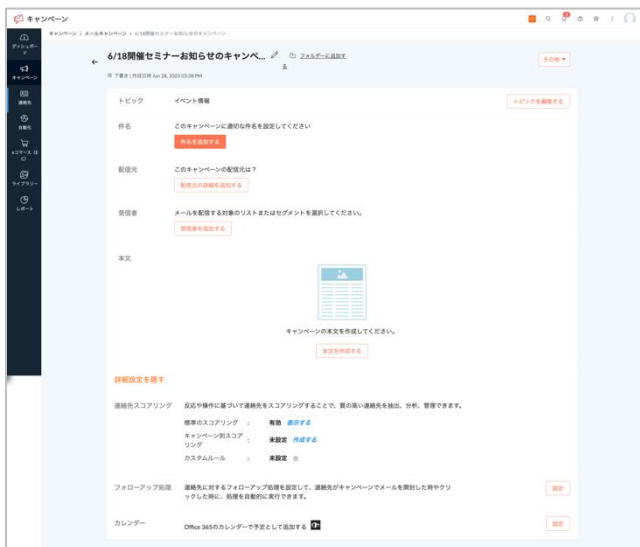 キャンペーン
キャンペーン › メールキャンペーン › 6/18開催セミナーお知らせのキャンペーン
6/18開催セミナーお知らせのキャンペ...
フォルダーに追加する
その他
下書き | 作成日時 Jun 28, 2023 03:28 PM
ダッシュボード
キャンペーン
連絡先
自動化
eコマース
ライブラリー
レポート
トピック イベント情報 トピックを編集する
件名 このキャンペーンに適切な件名を設定してください
件名を追加する
配信元 このキャンペーンの配信元は？
配信元の詳細を追加する
受信者 メールを配信する対象のリストまたはセグメントを選択してください。
受信者を追加する
本文
キャンペーンの本文を作成してください。
本文を作成する
詳細設定を隠す
連絡先スコアリング 反応や操作に基づいて連絡先をスコアリングすることで、質の高い連絡先を抽出、分析、管理できます。
標準のスコアリング : 有効 表示する
キャンペーン別スコア
リング : 未設定 作成する
カスタムルール : 未設定
フォローアップ処理 連絡先に対するフォローアップ処理を設定して、連絡先がキャンペーンでメールを開封した時やクリ
ックした時に、処理を自動的に実行できます。 設定
カレンダー Office 365のカレンダーで予定として追加する 設定